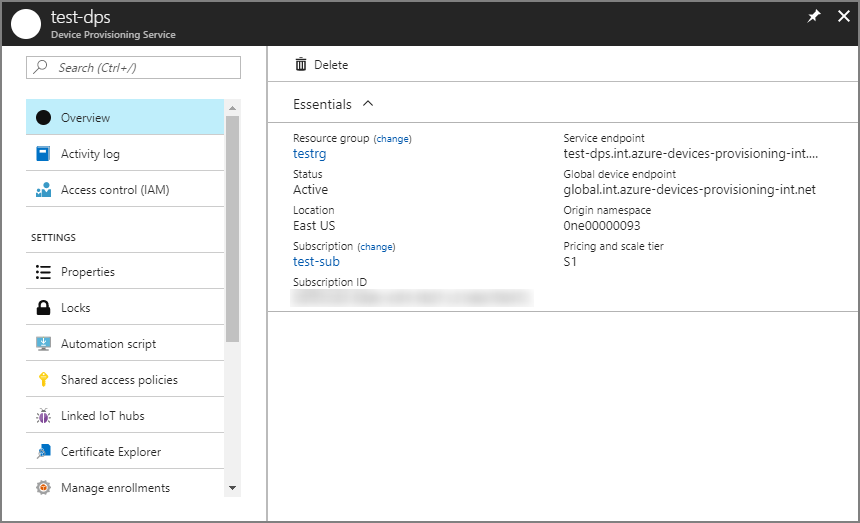 test-dps
Device Provisioning Service
Search (Ctrl+/)
Overview
Activity log
Access control (IAM)
SETTINGS
Properties
Locks
Automation script
Shared access policies
Linked IoT hubs
Certificate Explorer
Manage enrollments
Delete
Essentials
Resource group (change)
testrg
Status
Active
Location
East US
Subscription (change)
test-sub
Subscription ID
Service endpoint
test-dps.int.azure-devices-provisioning-int....
Global device endpoint
global.int.azure-devices-provisioning-int.net
Origin namespace
0ne00000093
Pricing and scale tier
S1